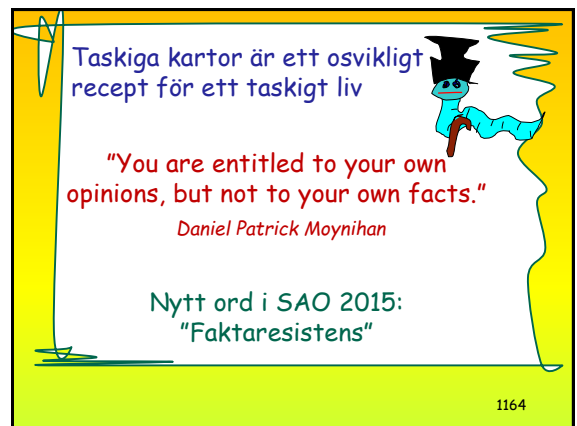 Taskiga kartor är ett osvikligt
recept för ett taskigt liv
"You are entitled to your own
opinions, but not to your own facts."
Daniel Patrick Moynihan
Nytt ord i SAO 2015:
"Faktaresistens"
1164